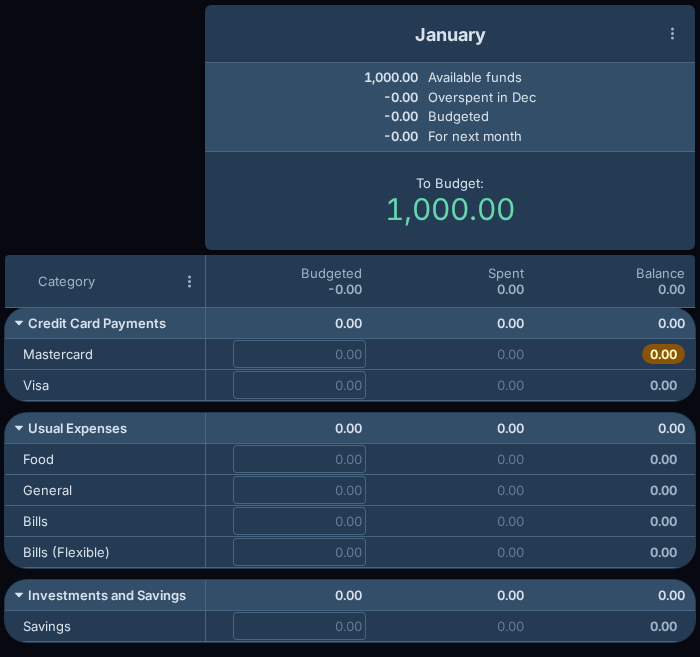 January
1,000.00 Available funds
-0.00 Overspent in Dec
-0.00 Budgeted
-0.00 For next month
To Budget:
1,000.00
Category Budgeted Spent Balance
-0.00 0.00 0.00
Credit Card Payments 0.00 0.00 0.00
Mastercard 0.00 0.00 0.00
Visa 0.00 0.00 0.00
Usual Expenses 0.00 0.00 0.00
Food 0.00 0.00 0.00
General 0.00 0.00 0.00
Bills 0.00 0.00 0.00
Bills (Flexible) 0.00 0.00 0.00
Investments and Savings 0.00 0.00 0.00
Savings 0.00 0.00 0.00